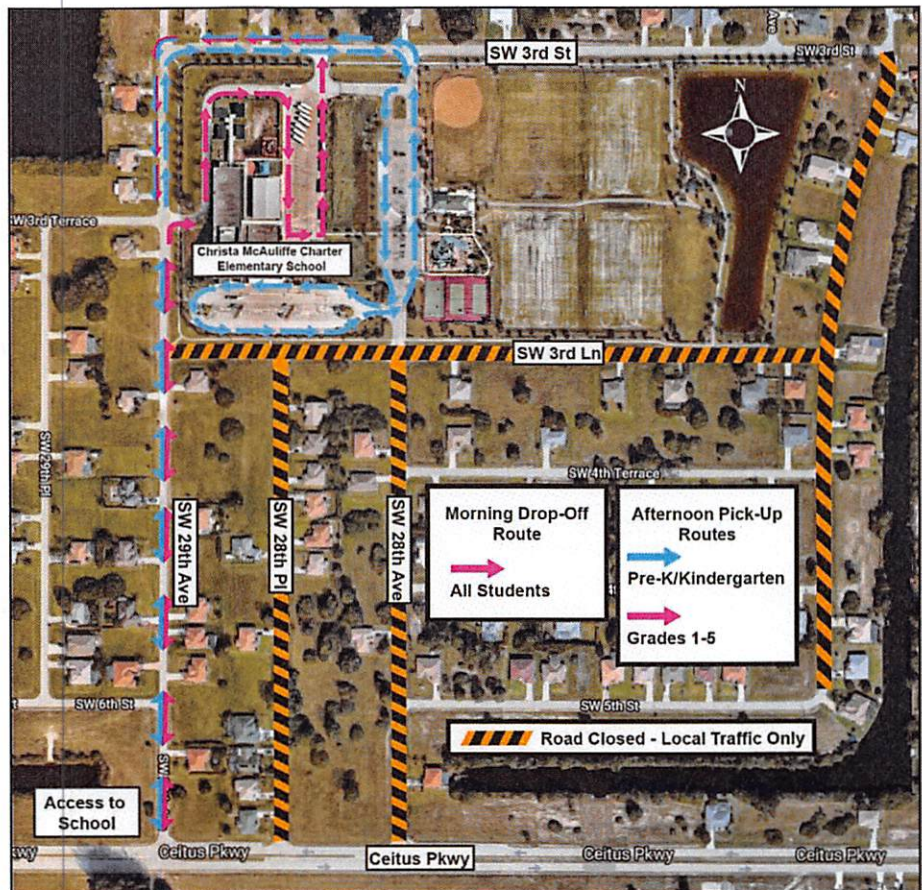 Ave
SW 3rd St
SW 3rd St
N
SW 3rd Terrace
Christa McAuliffe Charter
Elementary School
SW 3rd Ln
SW 29th Pl
SW 4th Terrace
SW 29th Ave
SW 28th Pl
SW 28th Ave
Morning Drop-Off
Route
All Students
Afternoon Pick-Up
Routes
Pre-K/Kindergarten
Grades 1-5
SW 6th St
SW 5th St
Road Closed - Local Traffic Only
Access to
School
kwy
Ceitus Pkwy
Ceitus Pkwy
Ceitus Pkwy
Ceitus Pkwy